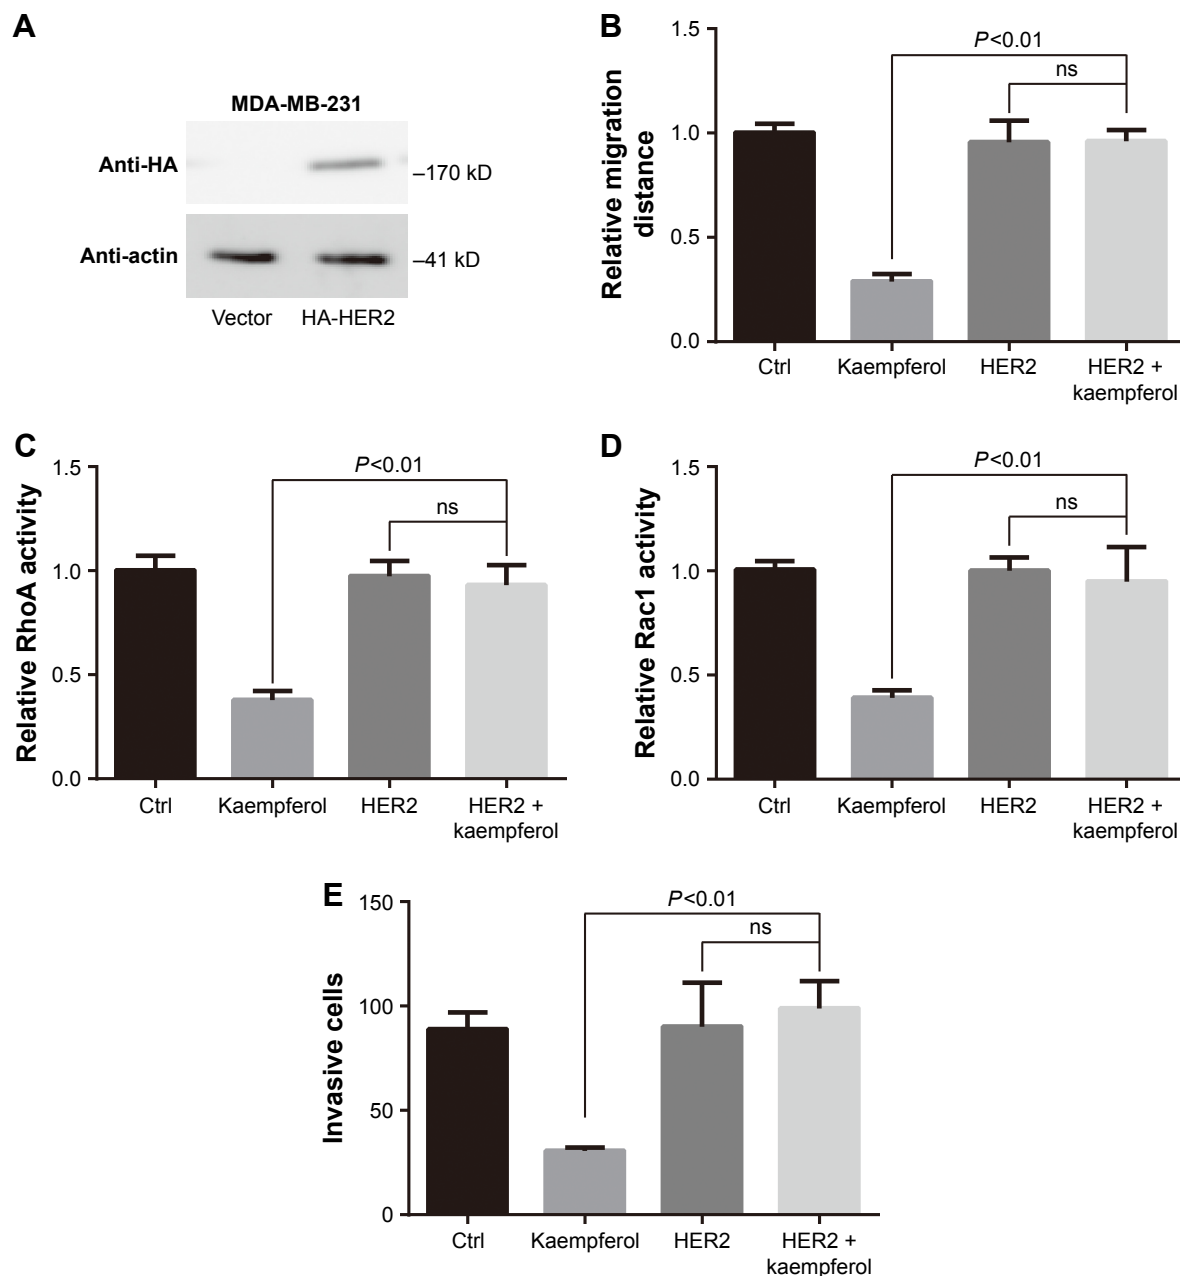 A
MDA-MB-231
Anti-HA
–170 kD
Anti-actin
–41 kD
Vector
HA-HER2
B
Relative migration
distance
1.5
1.0
0.5
0.0
P<0.01
ns
Ctrl
Kaempferol
HER2
HER2 +
kaempferol
C
Relative RhoA activity
1.5
1.0
0.5
0.0
P<0.01
ns
Ctrl
Kaempferol
HER2
HER2 +
kaempferol
D
Relative Rac1 activity
1.5
1.0
0.5
0.0
P<0.01
ns
Ctrl
Kaempferol
HER2
HER2 +
kaempferol
E
Invasive cells
150
100
50
0
P<0.01
ns
Ctrl
Kaempferol
HER2
HER2 +
kaempferol